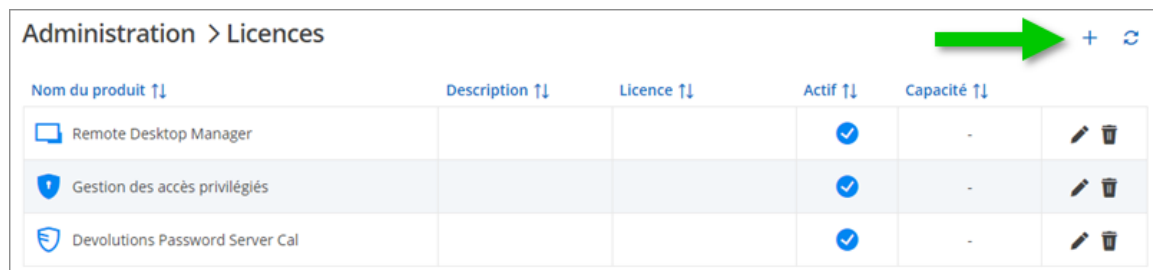 Administration > Licences
Nom du produit ↑↓ Description ↑↓ Licence ↑↓ Actif ↑↓ Capacité ↑↓
Remote Desktop Manager -
Gestion des accès privilégiés -
Devolutions Password Server Cal -